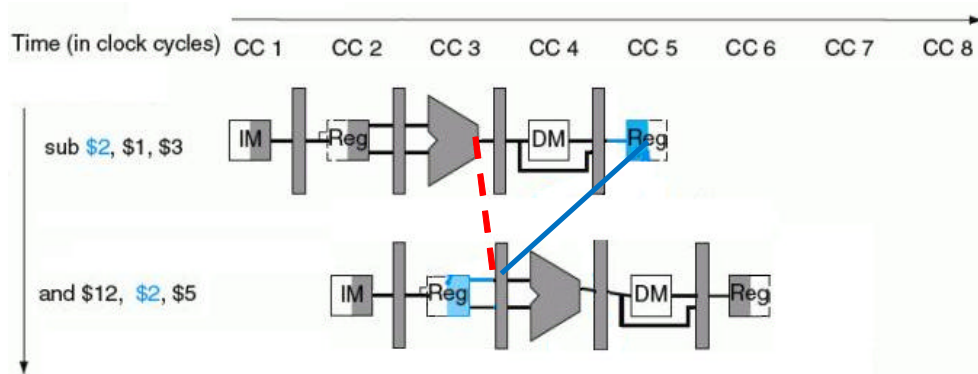 Time (in clock cycles) CC 1 CC 2 CC 3 CC 4 CC 5 CC 6 CC 7 CC 8
sub $2, $1, $3 IM Reg DM Reg
and $12, $2, $5 IM Reg DM Reg